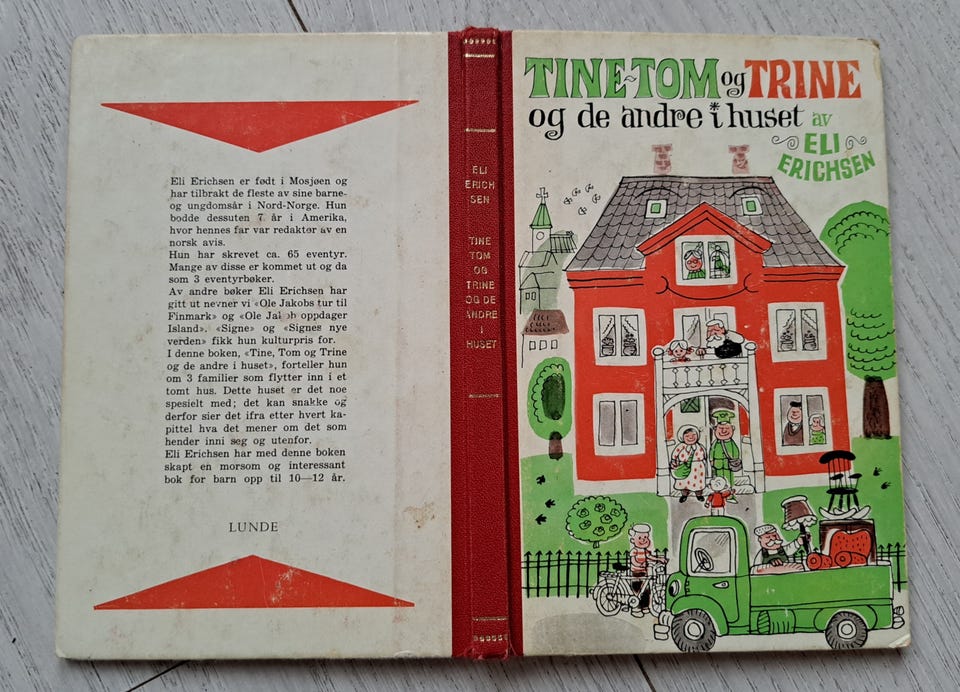 Eli Erichsen er født i Mosjøen og
har tilbrakt de fleste av sine barne-
og ungdomsår i Nord-Norge. Hun
bodde dessuten 7 år i Amerika,
hvor hennes far var redaktør av en
norsk avis.
Hun har skrevet ca. 65 eventyr.
Mange av disse er kommet ut og da
som 3 eventyrbøker.
Av andre bøker Eli Erichsen har
gitt ut nevner vi «Ole Jakobs tur til
Finmark» og «Ole Jakob oppdager
Island». «Signe» og «Signes nye
verden» fikk hun kulturpris for.
I denne boken, «Tine, Tom og Trine
og de andre i huset», forteller hun
om 3 familier som flytter inn i et
tomt hus. Dette huset er det noe
spesielt med; det kan snakke og
derfor sier det ifra etter hvert ka-
pittel hva det mener om det som
hender inni seg og utenfor.
Eli Erichsen har med denne boken
skapt en morsom og interessant
bok for barn opp til 10—12 år.
LUNDE
ELI
ERICH
SEN
TINE
TOM
OG
TRINE
OG DE
ANDRE
I
HUSET
TINE-TOM og TRINE
og de andre i huset av
ELI
ERICHSEN